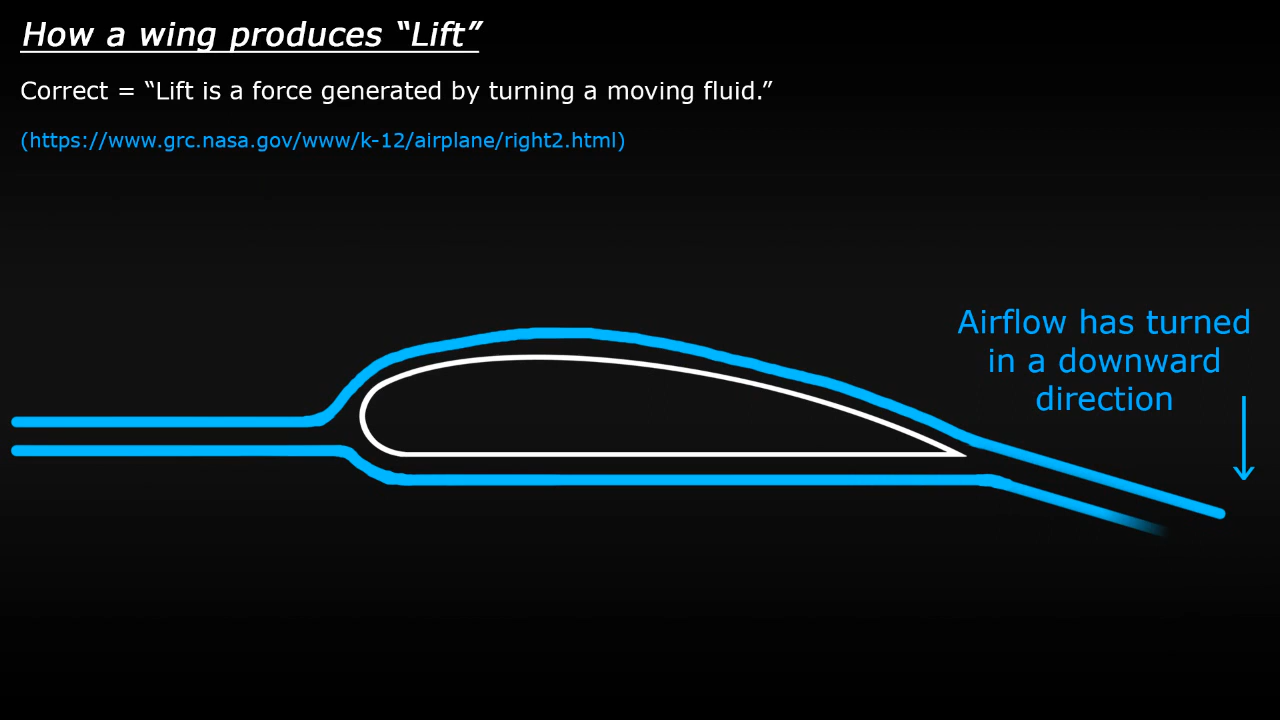 How a wing produces “Lift”
Correct = “Lift is a force generated by turning a moving fluid.”
(https://www.grc.nasa.gov/www/k-12/airplane/right2.html)
Airflow has turned
in a downward
direction